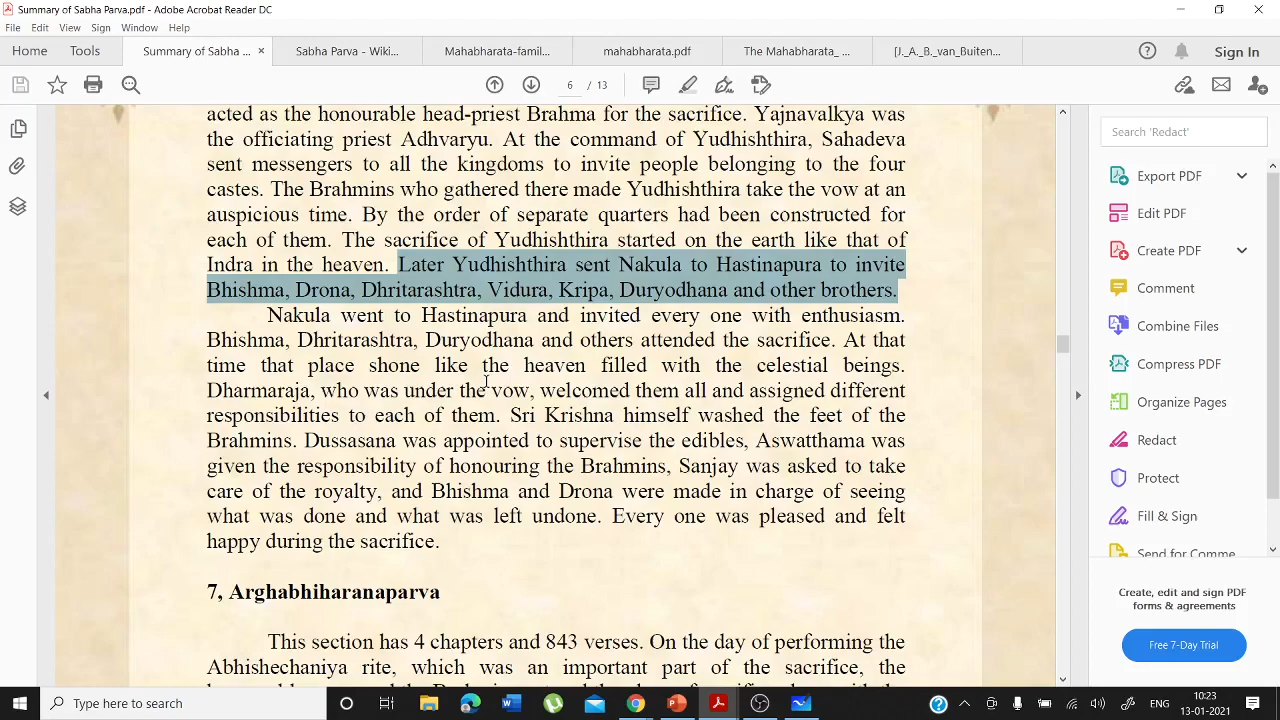 Summary of Sabha Parva.pdf - Adobe Acrobat Reader DC
File Edit View Sign Window Help
Home Tools Summary of Sabha ... × Sabha Parva - Wiki... Mahabharata-famil... mahabharata.pdf The Mahabharata_ ... [J._A._B._van_Buiten... Sign In
6 / 13
acted as the honourable head-priest Brahma for the sacrifice. Yajnavalkya was
the officiating priest Adhvaryu. At the command of Yudhishthira, Sahadeva
sent messengers to all the kingdoms to invite people belonging to the four
castes. The Brahmins who gathered there made Yudhishthira take the vow at an
auspicious time. By the order of separate quarters had been constructed for
each of them. The sacrifice of Yudhishthira started on the earth like that of
Indra in the heaven. Later Yudhishthira sent Nakula to Hastinapura to invite
Bhishma, Drona, Dhritarashtra, Vidura, Kripa, Duryodhana and other brothers.
Nakula went to Hastinapura and invited every one with enthusiasm.
Bhishma, Dhritarashtra, Duryodhana and others attended the sacrifice. At that
time that place shone like the heaven filled with the celestial beings.
Dharmaraja, who was under the vow, welcomed them all and assigned different
responsibilities to each of them. Sri Krishna himself washed the feet of the
Brahmins. Dussasana was appointed to supervise the edibles, Aswatthama was
given the responsibility of honouring the Brahmins, Sanjay was asked to take
care of the royalty, and Bhishma and Drona were made in charge of seeing
what was done and what was left undone. Every one was pleased and felt
happy during the sacrifice.
7, Arghabhiharanaparva
This section has 4 chapters and 843 verses. On the day of performing the
Abhishechaniya rite, which was an important part of the sacrifice, the
Search 'Redact'
Export PDF
Edit PDF
Create PDF
Comment
Combine Files
Compress PDF
Organize Pages
Redact
Protect
Fill & Sign
Send for Comme
Create, edit and sign PDF
forms & agreements
Free 7-Day Trial
Type here to search
ENG
10:23
13-01-2021